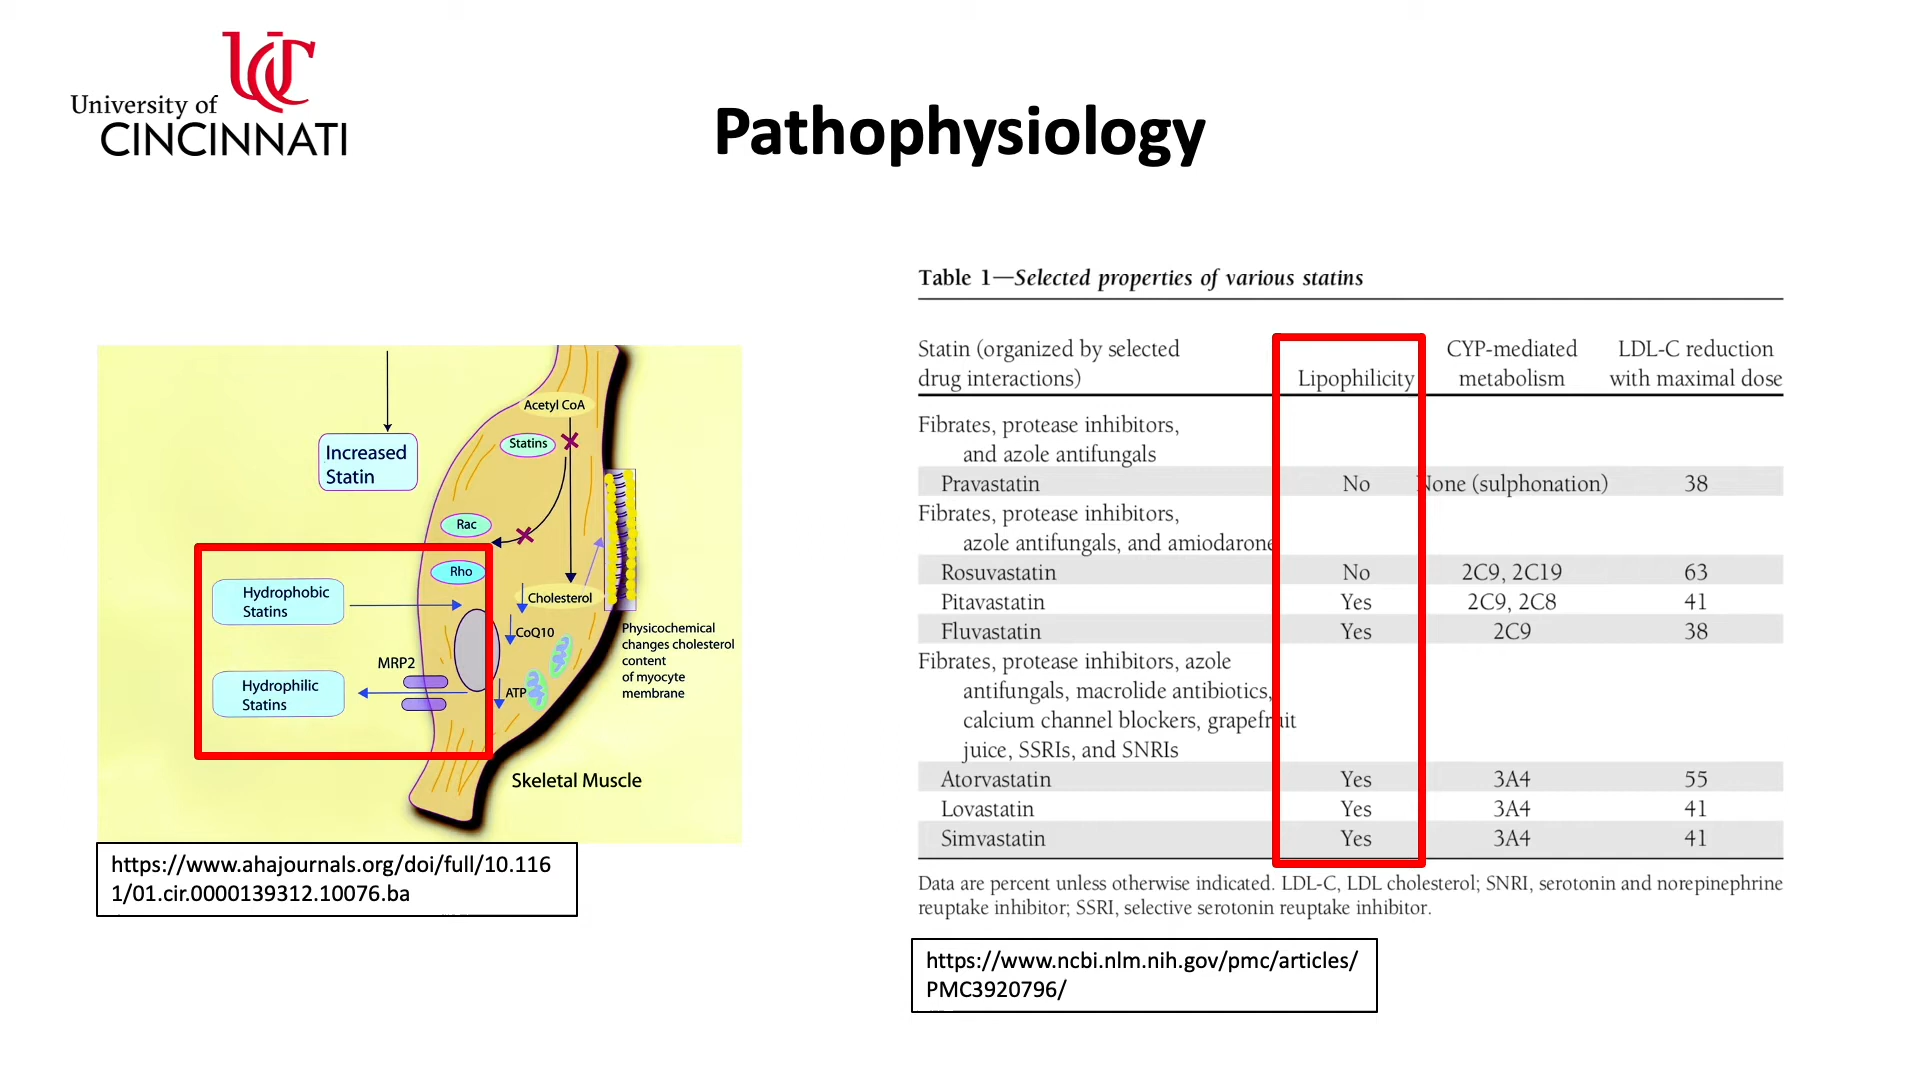 University of
CINCINNATI
Pathophysiology
Increased
Statin
Acetyl CoA
Statins
Rac
Rho
Hydrophobic
Statins
Cholesterol
CoQ10
MRP2
Hydrophilic
Statins
ATP
Physicochemical
changes cholesterol
content
of myocyte
membrane
Skeletal Muscle
https://www.ahajournals.org/doi/full/10.116
1/01.cir.0000139312.10076.ba
Table 1—Selected properties of various statins
Statin (organized by selected
drug interactions) Lipophilicity CYP-mediated
metabolism LDL-C reduction
with maximal dose
Fibrates, protease inhibitors,
and azole antifungals
Pravastatin No None (sulphonation) 38
Fibrates, protease inhibitors,
azole antifungals, and amiodarone
Rosuvastatin No 2C9, 2C19 63
Pitavastatin Yes 2C9, 2C8 41
Fluvastatin Yes 2C9 38
Fibrates, protease inhibitors, azole
antifungals, macrolide antibiotics,
calcium channel blockers, grapefruit
juice, SSRIs, and SNRIs
Atorvastatin Yes 3A4 55
Lovastatin Yes 3A4 41
Simvastatin Yes 3A4 41
Data are percent unless otherwise indicated. LDL-C, LDL cholesterol; SNRI, serotonin and norepinephrine
reuptake inhibitor; SSRI, selective serotonin reuptake inhibitor.
https://www.ncbi.nlm.nih.gov/pmc/articles/
PMC3920796/